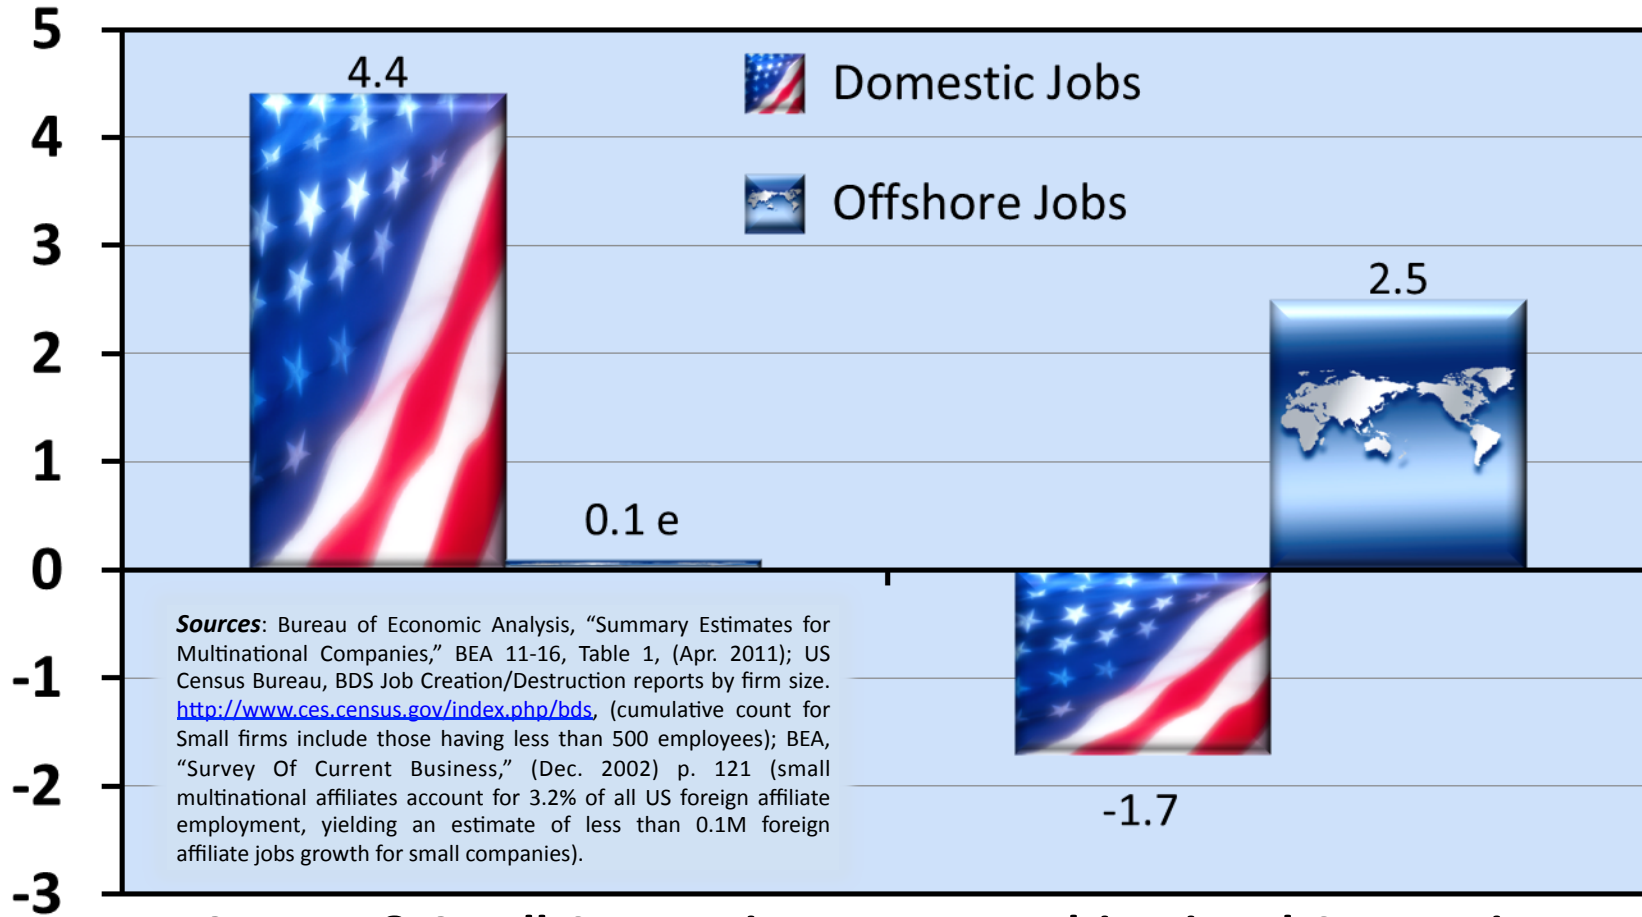 5
4.4
Domestic Jobs
4
Offshore Jobs
3
2.5
2
1
0.1 e
0
Sources: Bureau of Economic Analysis, “Summary Estimates for
Multinational Companies,” BEA 11-16, Table 1, (Apr. 2011); US
Census Bureau, BDS Job Creation/Destruction reports by firm size.
http://www.ces.census.gov/index.php/bds, (cumulative count for
Small firms include those having less than 500 employees); BEA,
“Survey Of Current Business,” (Dec. 2002) p. 121 (small
multinational affiliates account for 3.2% of all US foreign affiliate
employment, yielding an estimate of less than 0.1M foreign
affiliate jobs growth for small companies).
-1
-2
-1.7
-3